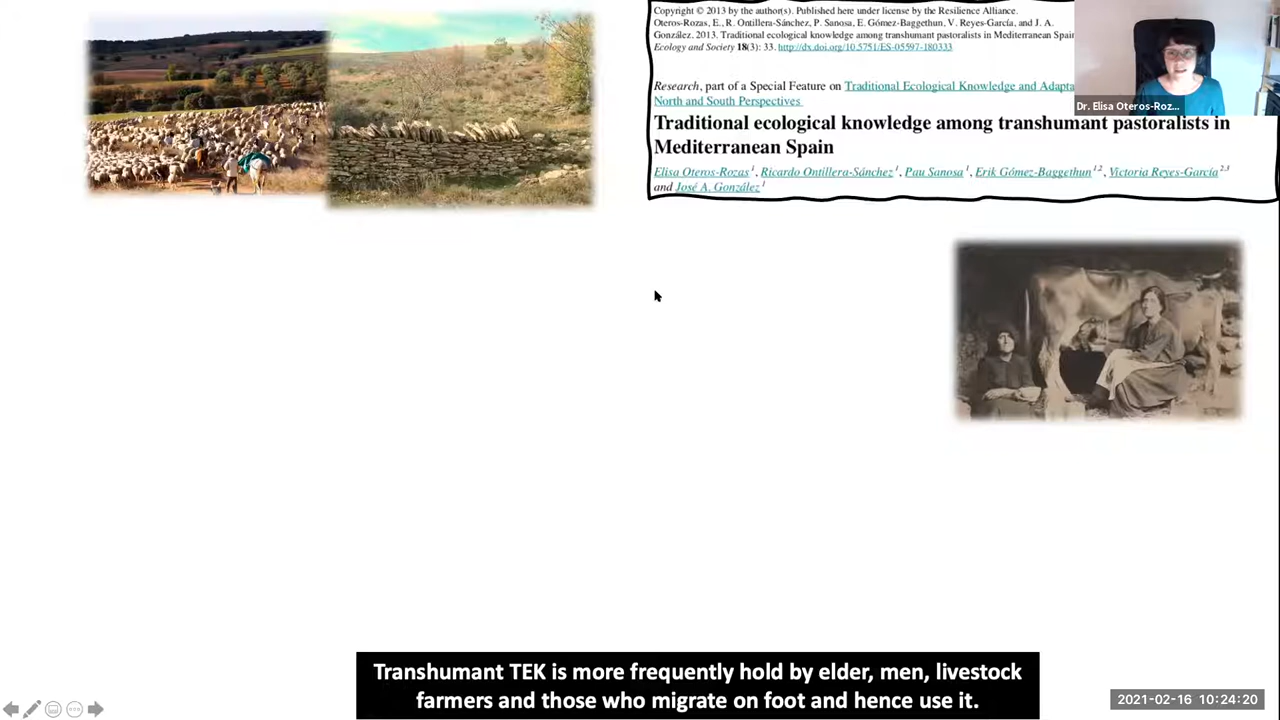 Copyright © 2013 by the author(s). Published here under license by the Resilience Alliance.
Oteros-Rozas, E., R. Ontillera-Sánchez, P. Sanosa, E. Gómez-Baggethun, V. Reyes-García, and J. A.
González. 2013. Traditional ecological knowledge among transhumant pastoralists in Mediterranean Spain
Ecology and Society 18(3): 33. http://dx.doi.org/10.5751/ES-05597-180333
Research, part of a Special Feature on Traditional Ecological Knowledge and Adapta
North and South Perspectives
Traditional ecological knowledge among transhumant pastoralists in
Mediterranean Spain
Elisa Oteros-Rozas 1, Ricardo Ontillera-Sánchez 1, Pau Sanosa 1, Erik Gómez-Baggethun 1,2, Victoria Reyes-García 2,3
and José A. González 1
Dr. Elisa Oteros-Roz...
Transhumant TEK is more frequently hold by elder, men, livestock
farmers and those who migrate on foot and hence use it.
2021-02-16 10:24:20